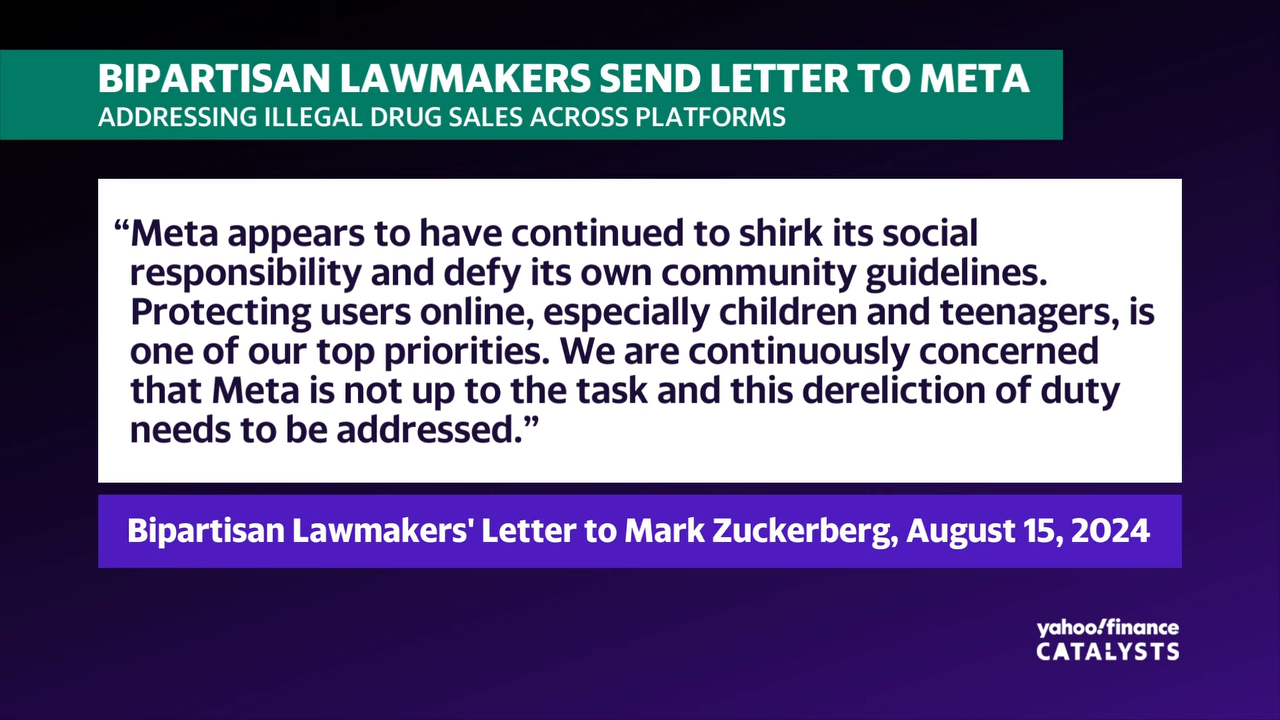 BIPARTISAN LAWMAKERS SEND LETTER TO META
ADDRESSING ILLEGAL DRUG SALES ACROSS PLATFORMS
“Meta appears to have continued to shirk its social
responsibility and defy its own community guidelines.
Protecting users online, especially children and teenagers, is
one of our top priorities. We are continuously concerned
that Meta is not up to the task and this dereliction of duty
needs to be addressed.”
Bipartisan Lawmakers' Letter to Mark Zuckerberg, August 15, 2024
yahoo!finance
CATALYSTS